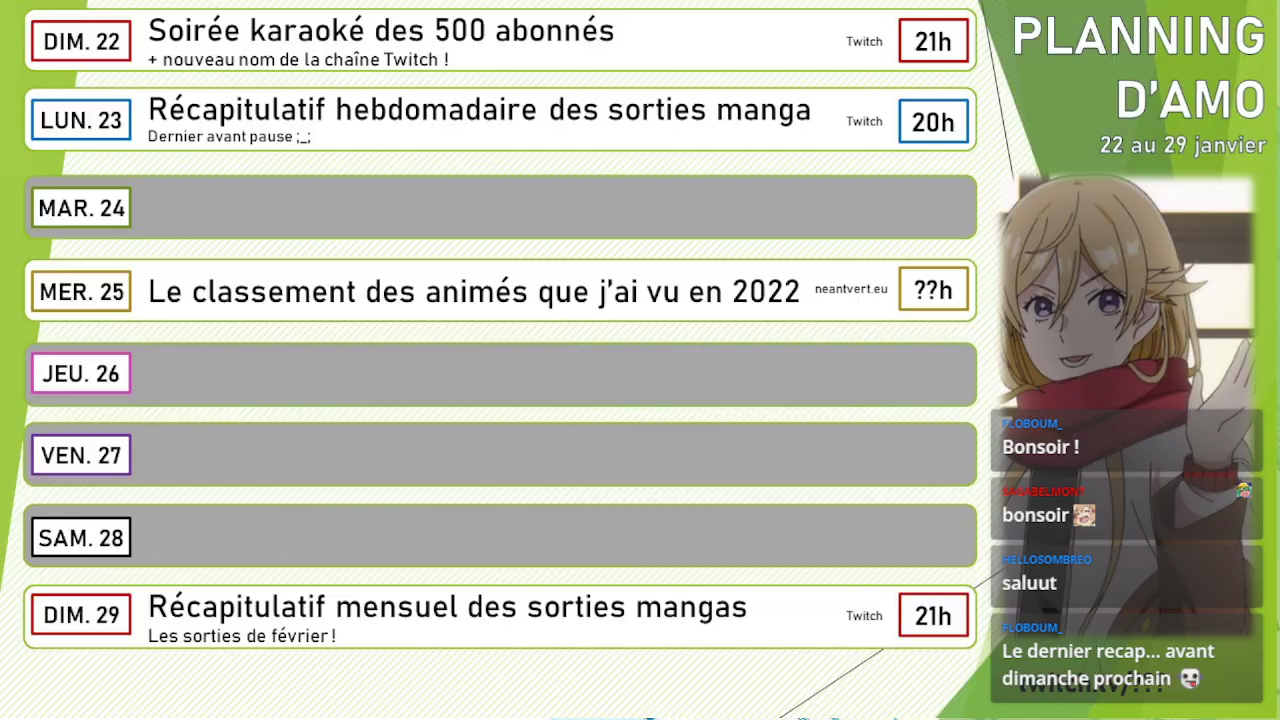 DIM. 22
Soirée karaoké des 500 abonnés
+ nouveau nom de la chaîne Twitch !
Twitch
21h
LUN. 23
Récapitulatif hebdomadaire des sorties manga
Dernier avant pause ;_;
Twitch
20h
MAR. 24
MER. 25
Le classement des animés que j'ai vu en 2022
neantvert.eu
??h
JEU. 26
VEN. 27
SAM. 28
DIM. 29
Récapitulatif mensuel des sorties mangas
Les sorties de février !
Twitch
21h
PLANNING
D'AMO
22 au 29 janvier
FLOBOUM_
Bonsoir !
bonsoir
HELLOSOMBREO
saluut
FLOBOUM_
Le dernier recap... avant
dimanche prochain
twitch.tv/???